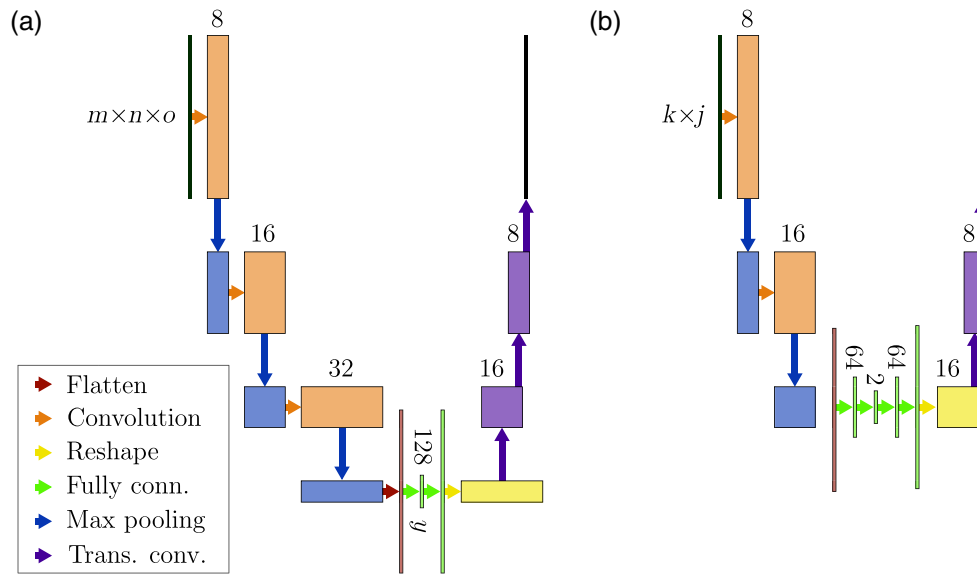 (a)
8
m×n×o
16
32
128
y
16
8
Flatten
Convolution
Reshape
Fully conn.
Max pooling
Trans. conv.
(b)
8
k×j
16
64
2
64
16
8